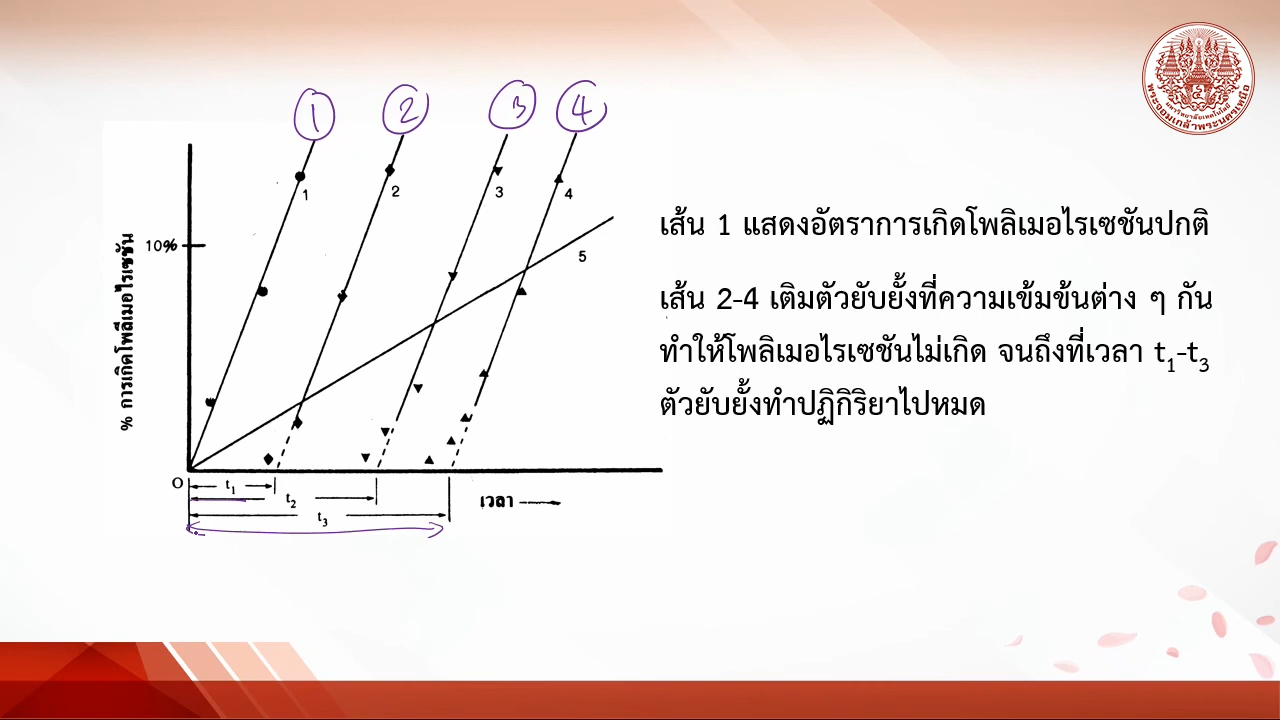 1
2
3
4
1
2
3
4
5
10%
% การเกิดโพลีเมอไรเซชัน
O
t1
t2
t3
เวลา
เส้น 1 แสดงอัตราการเกิดโพลิเมอไรเซชันปกติ
เส้น 2-4 เติมตัวยับยั้งที่ความเข้มข้นต่าง ๆ กัน
ทำให้โพลิเมอไรเซชันไม่เกิด จนถึงที่เวลา t1-t3
ตัวยับยั้งทำปฏิกิริยาไปหมด